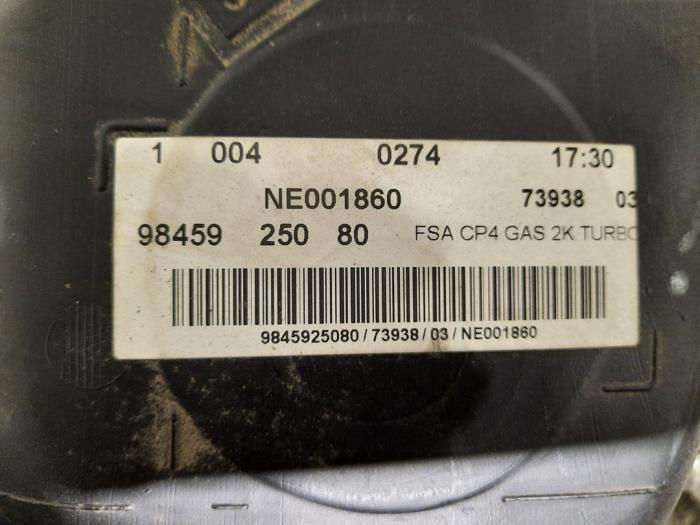 1 004 0274 17:30
NE001860 73938 03
98459 250 80 FSA CP4 GAS 2K TURBO
9845925080/73938/03/NE001860